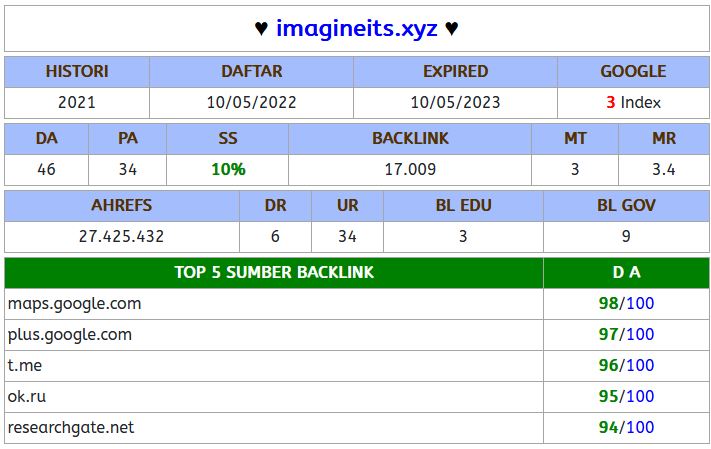 ♥ imagineits.xyz ♥
HISTORI DAFTAR EXPIRED GOOGLE
2021 10/05/2022 10/05/2023 3 Index
DA PA SS BACKLINK MT MR
46 34 10% 17.009 3 3.4
AHREFS DR UR BL EDU BL GOV
27.425.432 6 34 3 9
TOP 5 SUMBER BACKLINK D A
maps.google.com 98/100
plus.google.com 97/100
t.me 96/100
ok.ru 95/100
researchgate.net 94/100